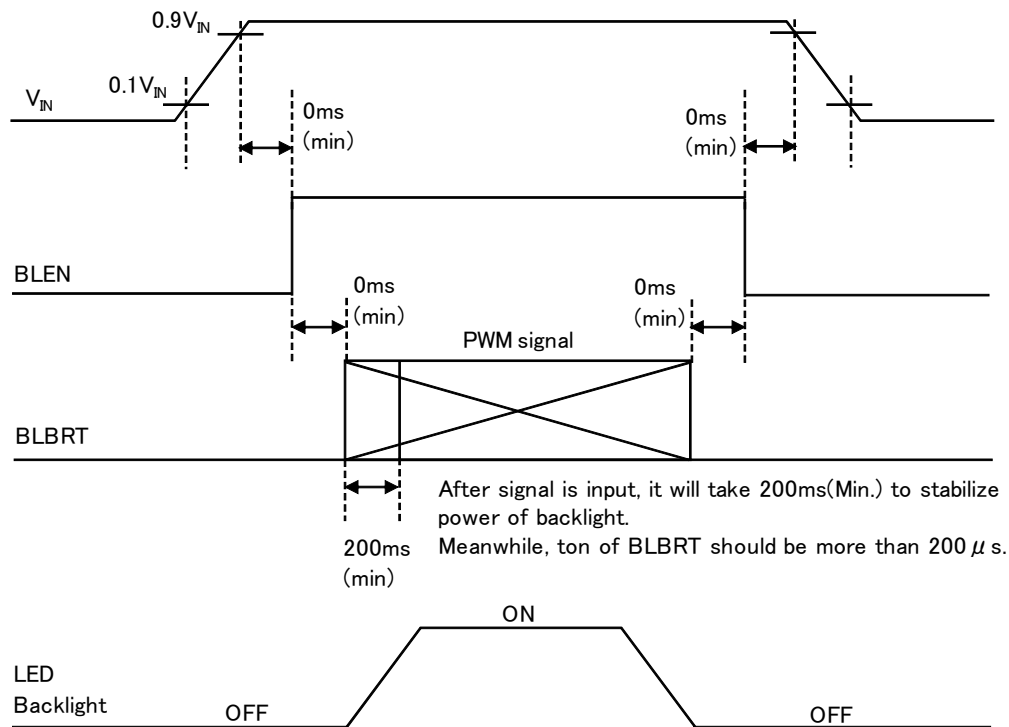 0.9VIN
0.1VIN
VIN
0ms
(min)
0ms
(min)
BLEN
0ms
(min)
0ms
(min)
PWM signal
BLBRT
After signal is input, it will take 200ms(Min.) to stabilize
power of backlight.
Meanwhile, ton of BLBRT should be more than 200μs.
200ms
(min)
ON
LED
Backlight
OFF
OFF